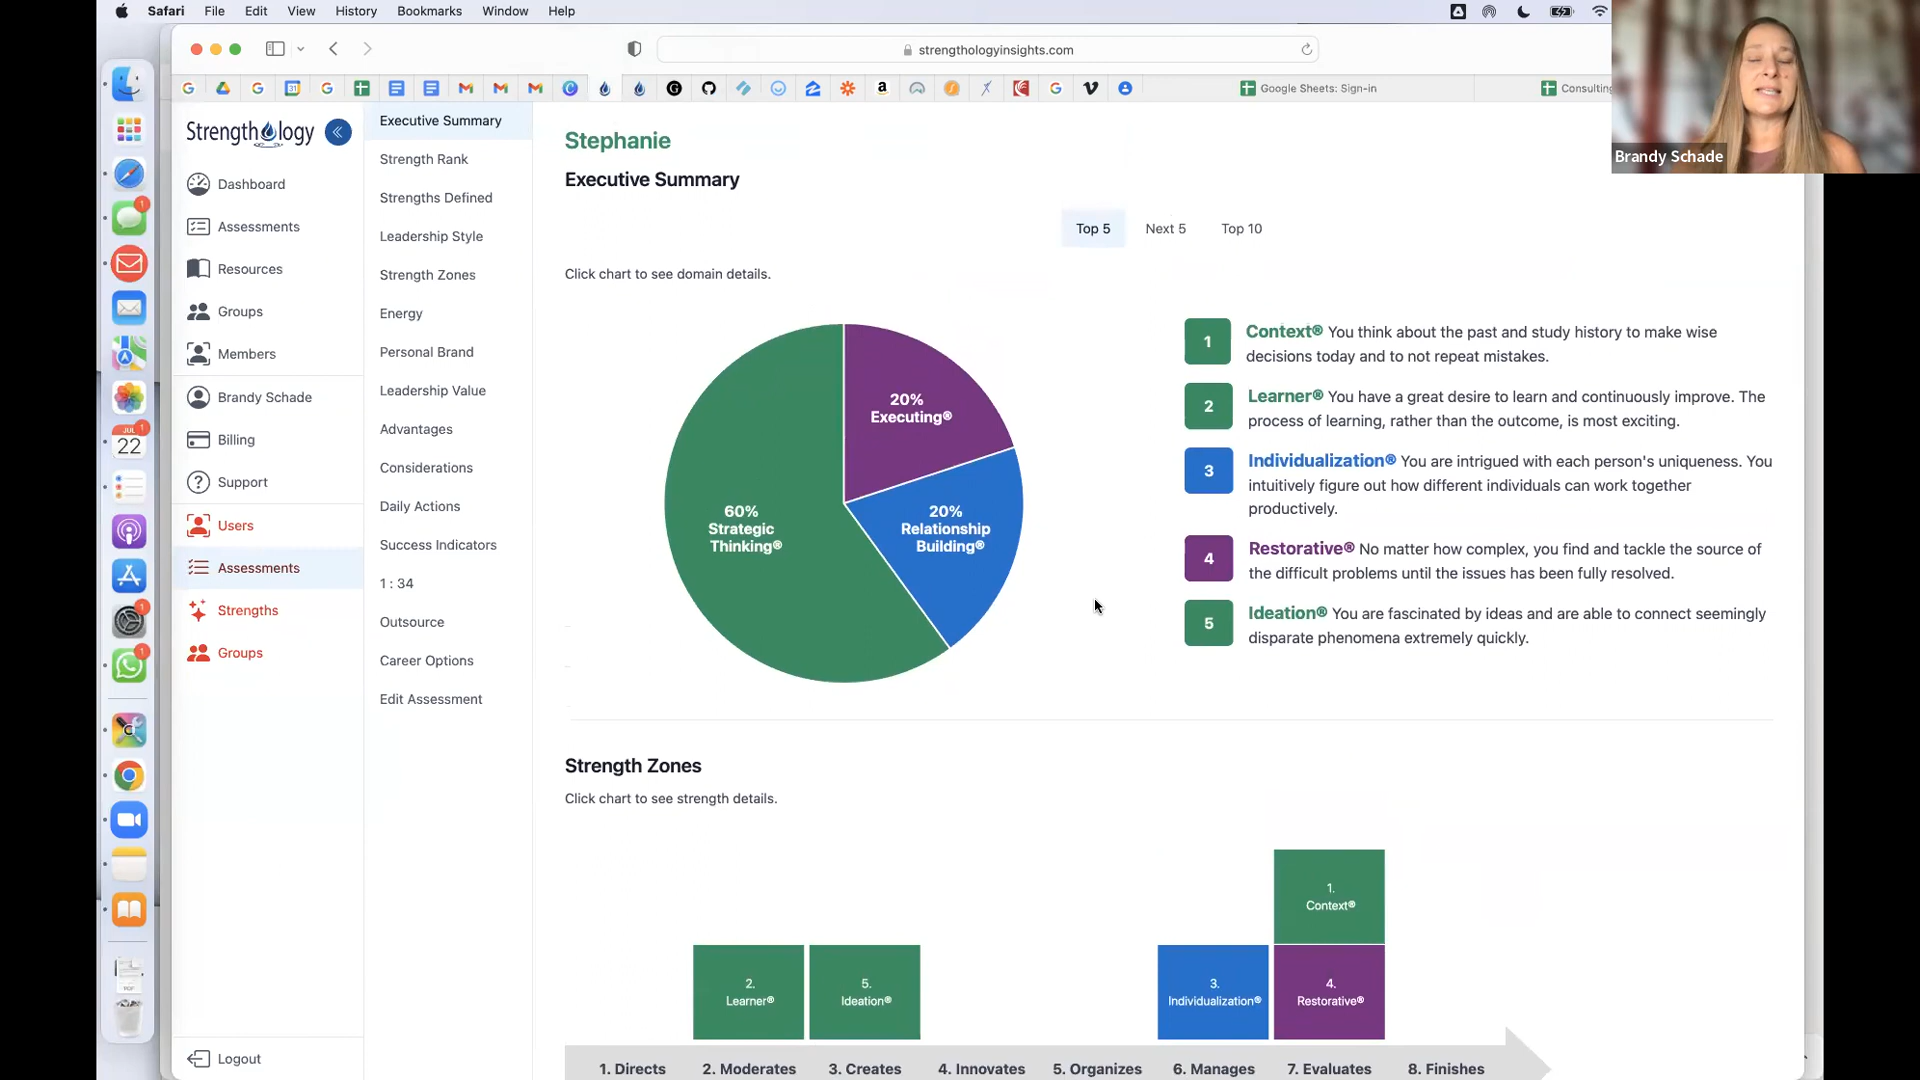 Safari File Edit View History Bookmarks Window Help
strengthologyinsights.com
Google Sheets: Sign-in
Consulting
Brandy Schade
Strengthology
Dashboard
Assessments
Resources
Groups
Members
Brandy Schade
Billing
Support
Users
Assessments
Strengths
Groups
Logout
Executive Summary
Strength Rank
Strengths Defined
Leadership Style
Strength Zones
Energy
Personal Brand
Leadership Value
Advantages
Considerations
Daily Actions
Success Indicators
1 : 34
Outsource
Career Options
Edit Assessment
JUL
22
Stephanie
Executive Summary
Top 5 Next 5 Top 10
Click chart to see domain details.
20%
Executing®
60%
Strategic
Thinking®
20%
Relationship
Building®
1 Context® You think about the past and study history to make wise
decisions today and to not repeat mistakes.
2 Learner® You have a great desire to learn and continuously improve. The
process of learning, rather than the outcome, is most exciting.
3 Individualization® You are intrigued with each person's uniqueness. You
intuitively figure out how different individuals can work together
productively.
4 Restorative® No matter how complex, you find and tackle the source of
the difficult problems until the issues has been fully resolved.
5 Ideation® You are fascinated by ideas and are able to connect seemingly
disparate phenomena extremely quickly.
Strength Zones
Click chart to see strength details.
1.
Context®
2.
Learner®
5.
Ideation®
3.
Individualization®
4.
Restorative®
1. Directs 2. Moderates 3. Creates 4. Innovates 5. Organizes 6. Manages 7. Evaluates 8. Finishes